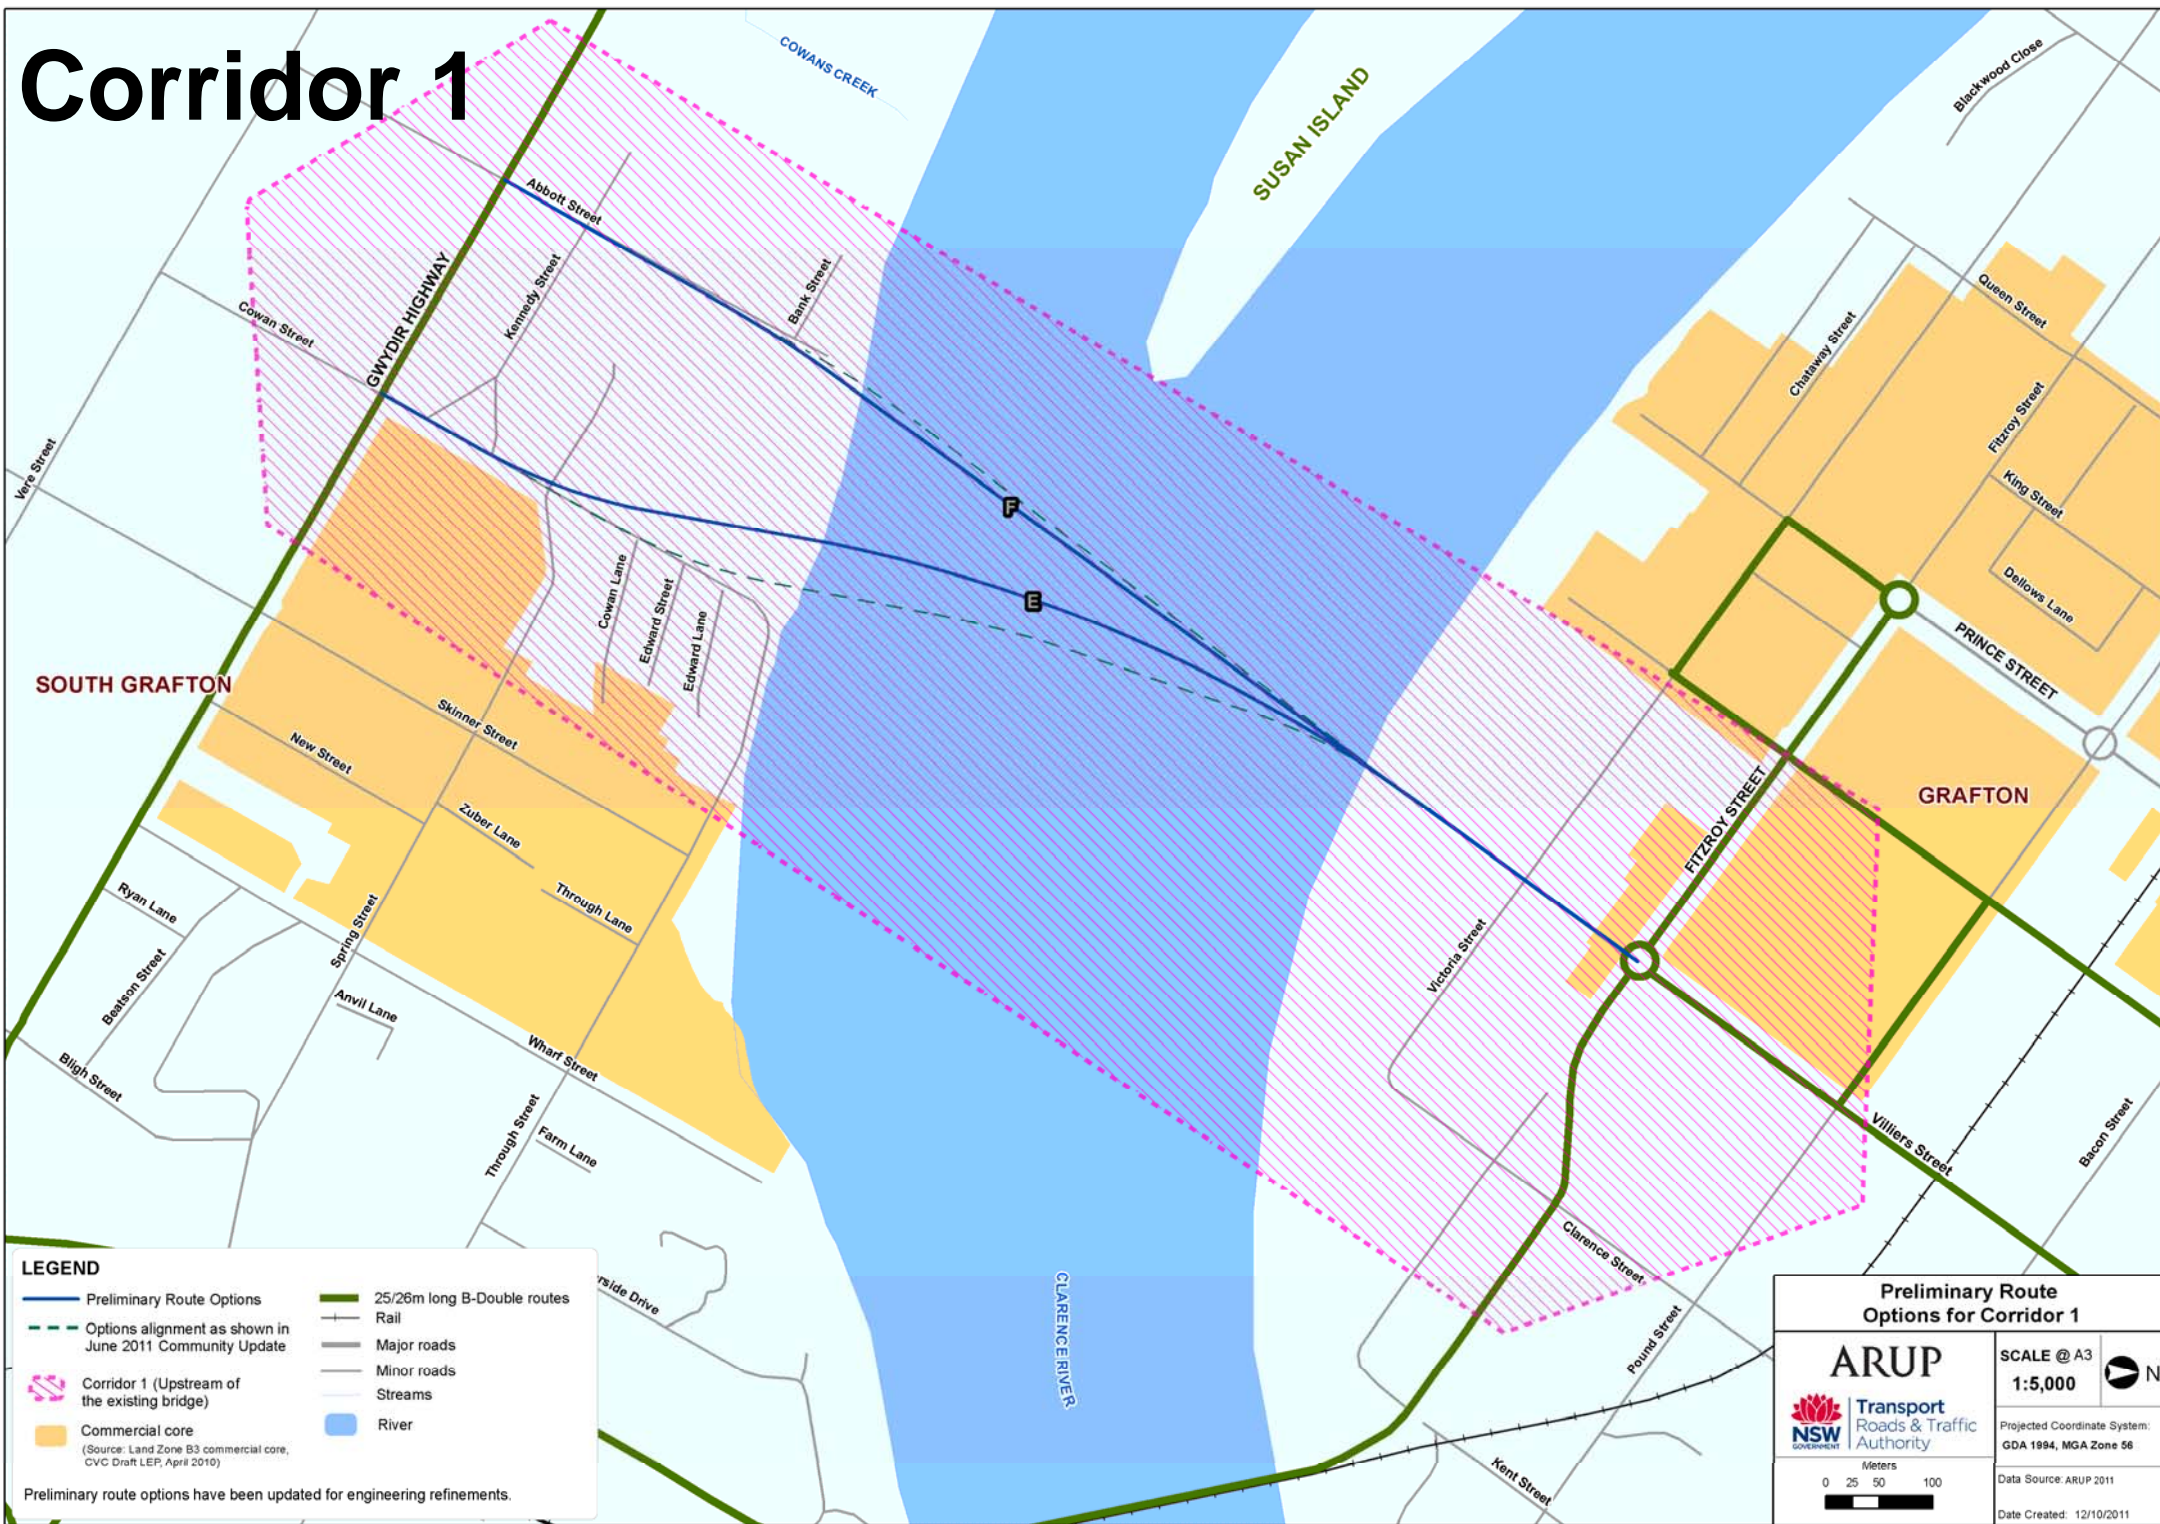 Corridor 1
COWANS CREEK
SUSAN ISLAND
Blackwood Close
Abbott Street
Kennedy Street
Bank Street
GWYDIR HIGHWAY
Cowan Street
Vere Street
Queen Street
Chataway Street
Fitzroy Street
King Street
Dellows Lane
PRINCE STREET
F
E
Cowan Lane
Edward Street
Edward Lane
SOUTH GRAFTON
Skinner Street
New Street
Zuber Lane
Through Lane
Ryan Lane
Spring Street
Beatson Street
Anvil Lane
Bligh Street
Wharf Street
Through Street
Farm Lane
FITZROY STREET
GRAFTON
Victoria Street
Villiers Street
Bacon Street
Clarence Street
Pound Street
Kent Street
CLARENCE RIVER
rside Drive
LEGEND
Preliminary Route Options
Options alignment as shown in
June 2011 Community Update
Corridor 1 (Upstream of
the existing bridge)
Commercial core
(Source: Land Zone B3 commercial core,
CVC Draft LEP, April 2010)
25/26m long B-Double routes
Rail
Major roads
Minor roads
Streams
River
Preliminary route options have been updated for engineering refinements.
Preliminary Route
Options for Corridor 1
ARUP
NSW
GOVERNMENT
Transport
Roads & Traffic
Authority
Meters
0 25 50 100
SCALE @ A3
1:5,000
N
Projected Coordinate System:
GDA 1994, MGA Zone 56
Data Source: ARUP 2011
Date Created: 12/10/2011